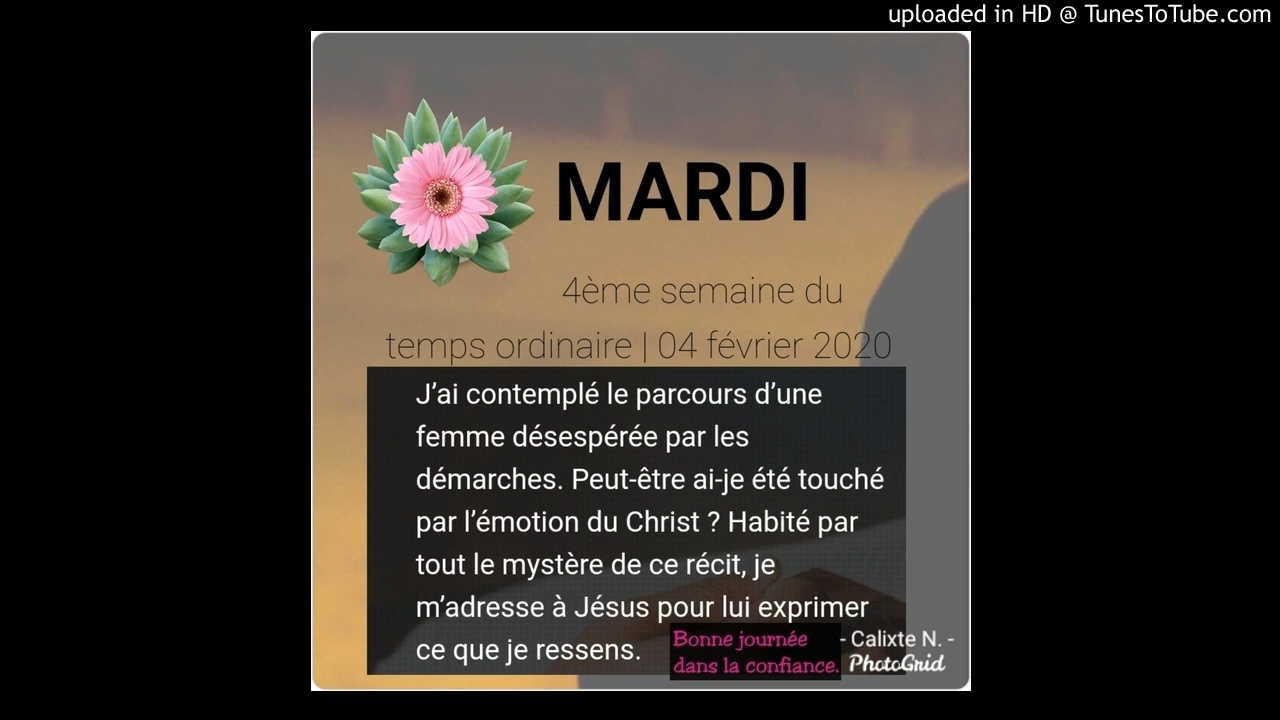 uploaded in HD @ TunesToTube.com
MARDI
4ème semaine du
temps ordinaire | 04 février 2020
J’ai contemplé le parcours d’une
femme désespérée par les
démarches. Peut-être ai-je été touché
par l’émotion du Christ ? Habité par
tout le mystère de ce récit, je
m’adresse à Jésus pour lui exprimer
ce que je ressens.
Bonne journée
dans la confiance.
- Calixte N. -
PhotoGrid